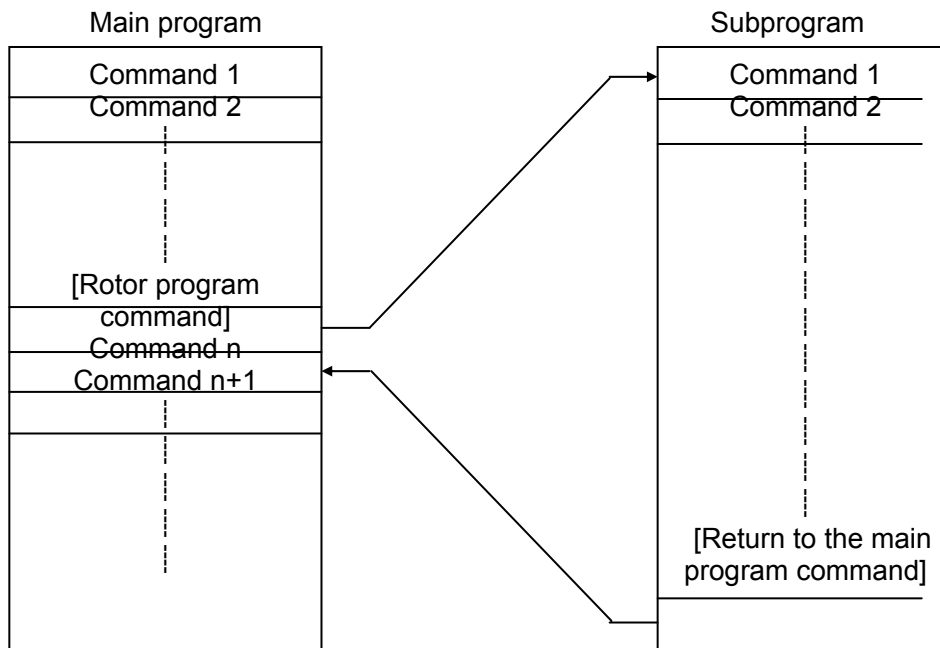 Main program
Command 1
Command 2
[Rotor program
command]
Command n
Command n+1
Subprogram
Command 1
Command 2
[Return to the main
program command]